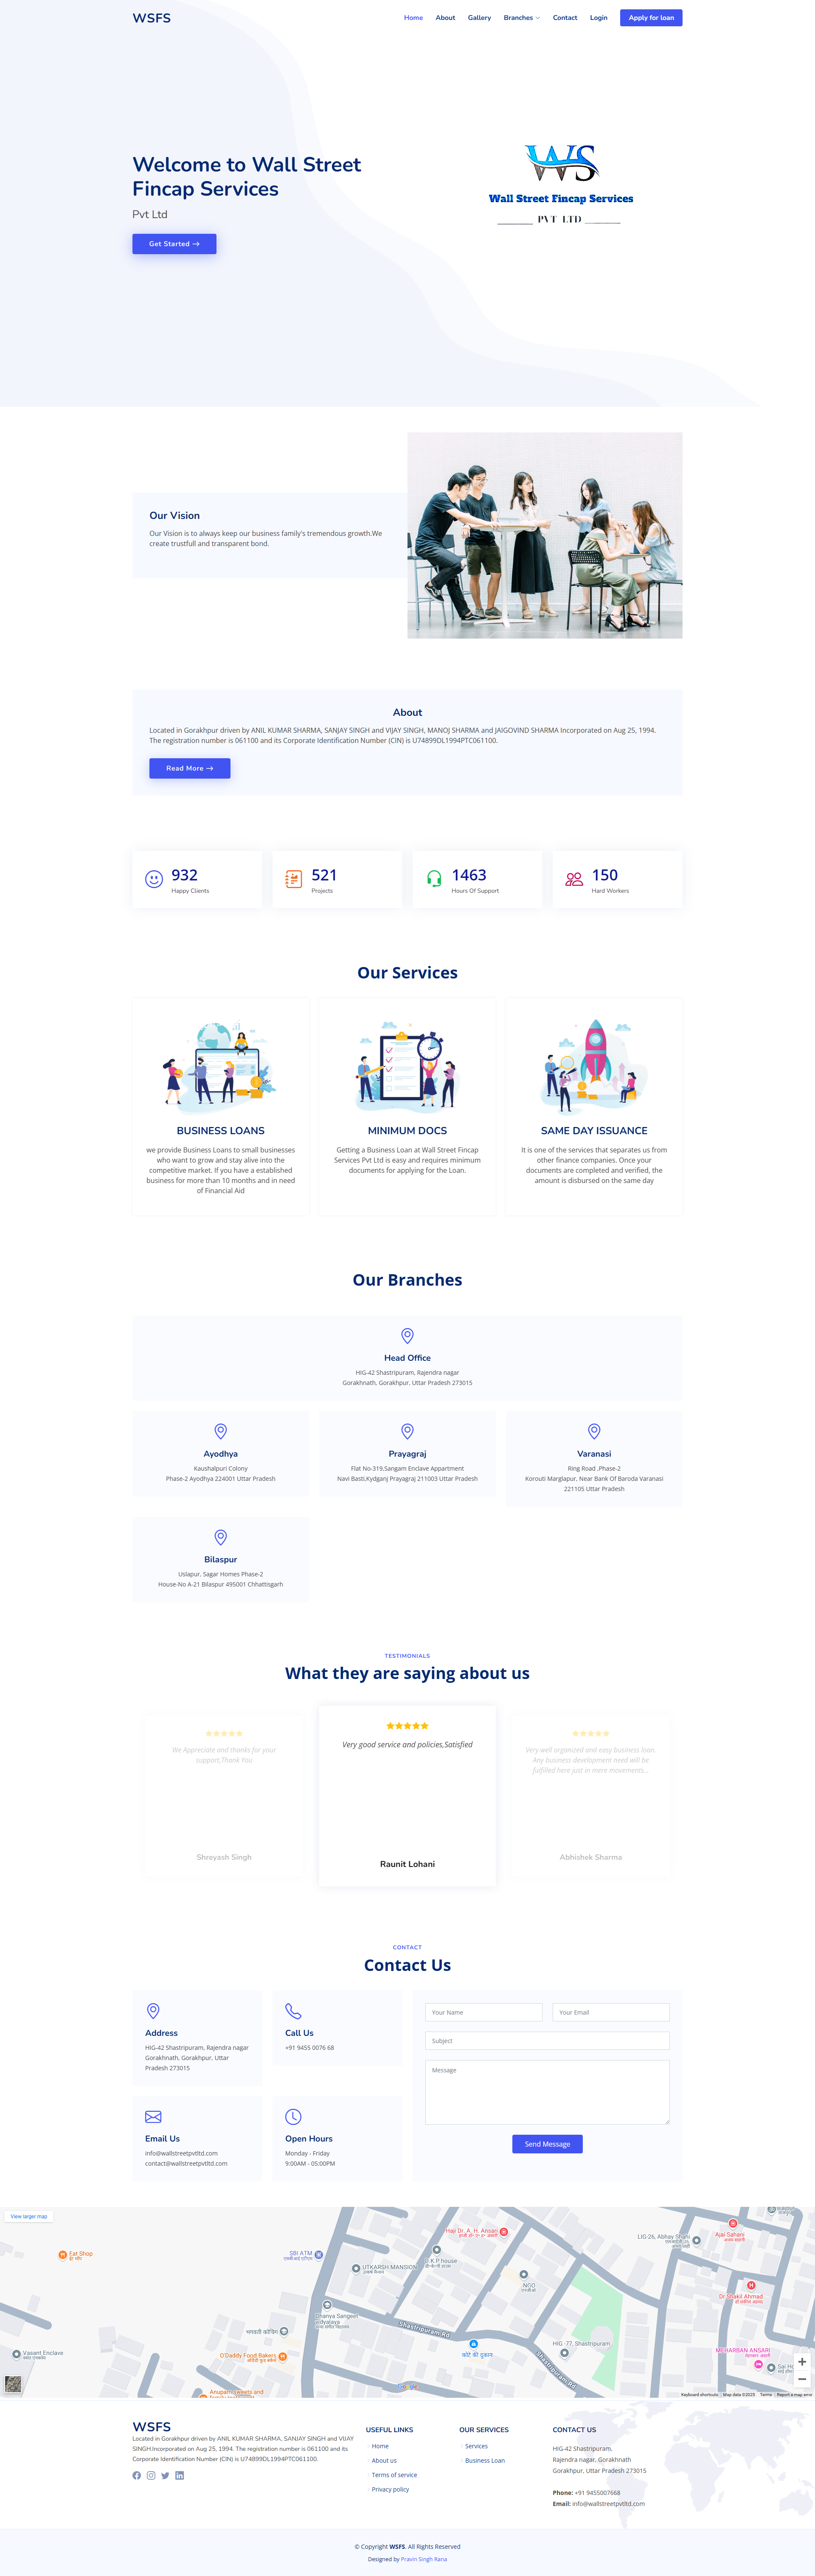 WSFS
Home About Gallery Branches Contact Login Apply for loan
Welcome to Wall Street
Fincap Services
Pvt Ltd
Get Started →
WS
Wall Street Fincap Services
PVT LTD
Our Vision
Our Vision is to always keep our business family's tremendous growth.We
create trustfull and transparent bond.
About
Located in Gorakhpur driven by ANIL KUMAR SHARMA, SANJAY SINGH and VIJAY SINGH, MANOJ SHARMA and JAIGOVIND SHARMA Incorporated on Aug 25, 1994.
The registration number is 061100 and its Corporate Identification Number (CIN) is U74899DL1994PTC061100.
Read More →
932
Happy Clients
521
Projects
1463
Hours Of Support
150
Hard Workers
Our Services
BUSINESS LOANS
we provide Business Loans to small businesses
who want to grow and stay alive into the
competitive market. If you have a established
business for more than 10 months and in need
of Financial Aid
MINIMUM DOCS
Getting a Business Loan at Wall Street Fincap
Services Pvt Ltd is easy and requires minimum
documents for applying for the Loan.
SAME DAY ISSUANCE
It is one of the services that separates us from
other finance companies. Once your
documents are completed and verified, the
amount is disbursed on the same day
Our Branches
Head Office
HIG-42 Shastripuram, Rajendra nagar
Gorakhnath, Gorakhpur, Uttar Pradesh 273015
Ayodhya
Kaushalpuri Colony
Phase-2 Ayodhya 224001 Uttar Pradesh
Prayagraj
Flat No-319,Sangam Enclave Appartment
Navi Basti,Kydganj Prayagraj 211003 Uttar Pradesh
Varanasi
Ring Road ,Phase-2
Korouti Marglapur, Near Bank Of Baroda Varanasi
221105 Uttar Pradesh
Bilaspur
Uslapur, Sagar Homes Phase-2
House-No A-21 Bilaspur 495001 Chhattisgarh
TESTIMONIALS
What they are saying about us
We Appreciate and thanks for your
support,Thank You
Shreyash Singh
Very good service and policies,Satisfied
Raunit Lohani
Very well organized and easy business loan.
Any business development need will be
fulfilled here just in mere movements...
Abhishek Sharma
CONTACT
Contact Us
Address
HIG-42 Shastripuram, Rajendra nagar
Gorakhnath, Gorakhpur, Uttar
Pradesh 273015
Call Us
+91 9455 0076 68
Email Us
info@wallstreetpvtltd.com
contact@wallstreetpvtltd.com
Open Hours
Monday - Friday
9:00AM - 05:00PM
Your Name
Your Email
Subject
Message
Send Message
View larger map
Eat Shop
SBI ATM
UTKARSH MANSION
Haji Dr. A. H. Ansari
D.K.P.house
NGO
LIG-26, Abhay Shahi
Ajai Sahani
Dr Shakil Ahmad
Dhanya Sangeet
Shastripuram Rd
O'Daddy Food Bakers
Vasant Enclave
कोटे की दुकान
HIG -77, Shastripuram
Shastripuram Rd
MEHARBAN ANSARI
Anupam sweets and
Google
Keyboard shortcuts Map data ©2025 Terms Report a map error
WSFS
Located in Gorakhpur driven by ANIL KUMAR SHARMA, SANJAY SINGH and VIJAY
SINGH.Incorporated on Aug 25, 1994. The registration number is 061100 and its
Corporate Identification Number (CIN) is U74899DL1994PTC061100.
USEFUL LINKS
Home
About us
Terms of service
Privacy policy
OUR SERVICES
Services
Business Loan
CONTACT US
HIG-42 Shastripuram,
Rajendra nagar, Gorakhnath
Gorakhpur, Uttar Pradesh 273015
Phone: +91 9455007668
Email: info@wallstreetpvtltd.com
© Copyright WSFS. All Rights Reserved
Designed by Pravin Singh Rana